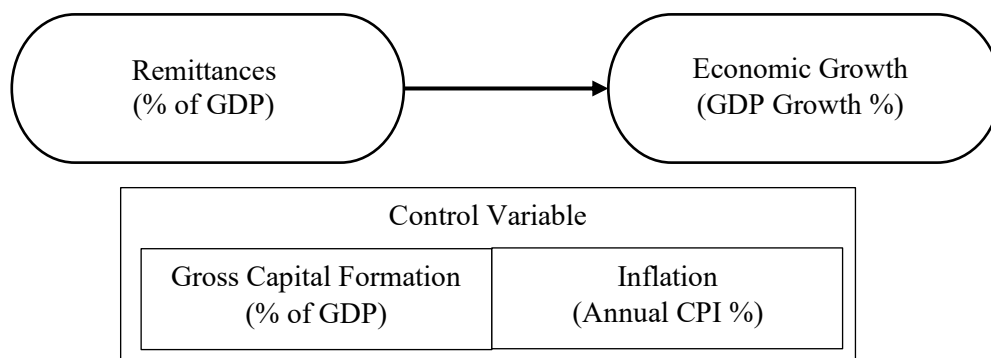 Remittances
(% of GDP)
Economic Growth
(GDP Growth %)
Control Variable
Gross Capital Formation
(% of GDP)
Inflation
(Annual CPI %)